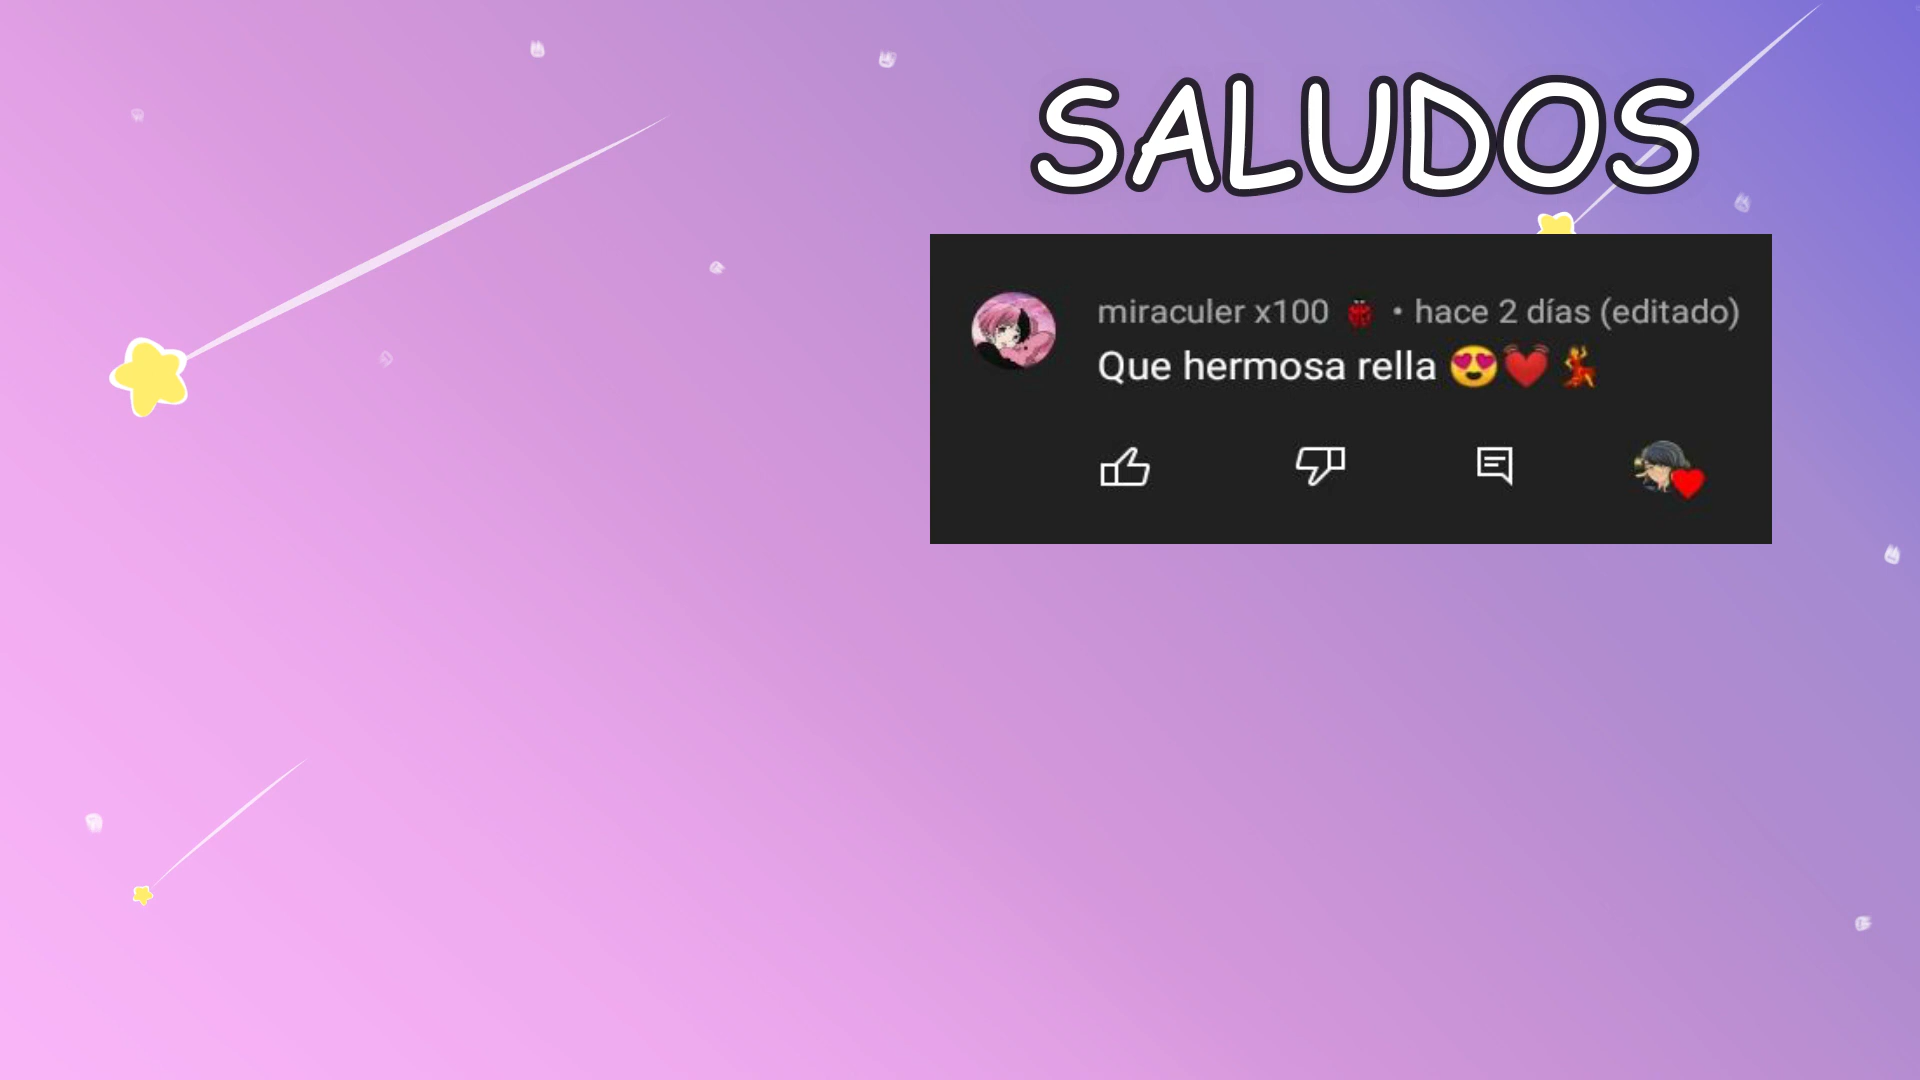 SALUDOS
miraculer x100 🐞 • hace 2 días (editado)
Que hermosa rella 😍💓💃